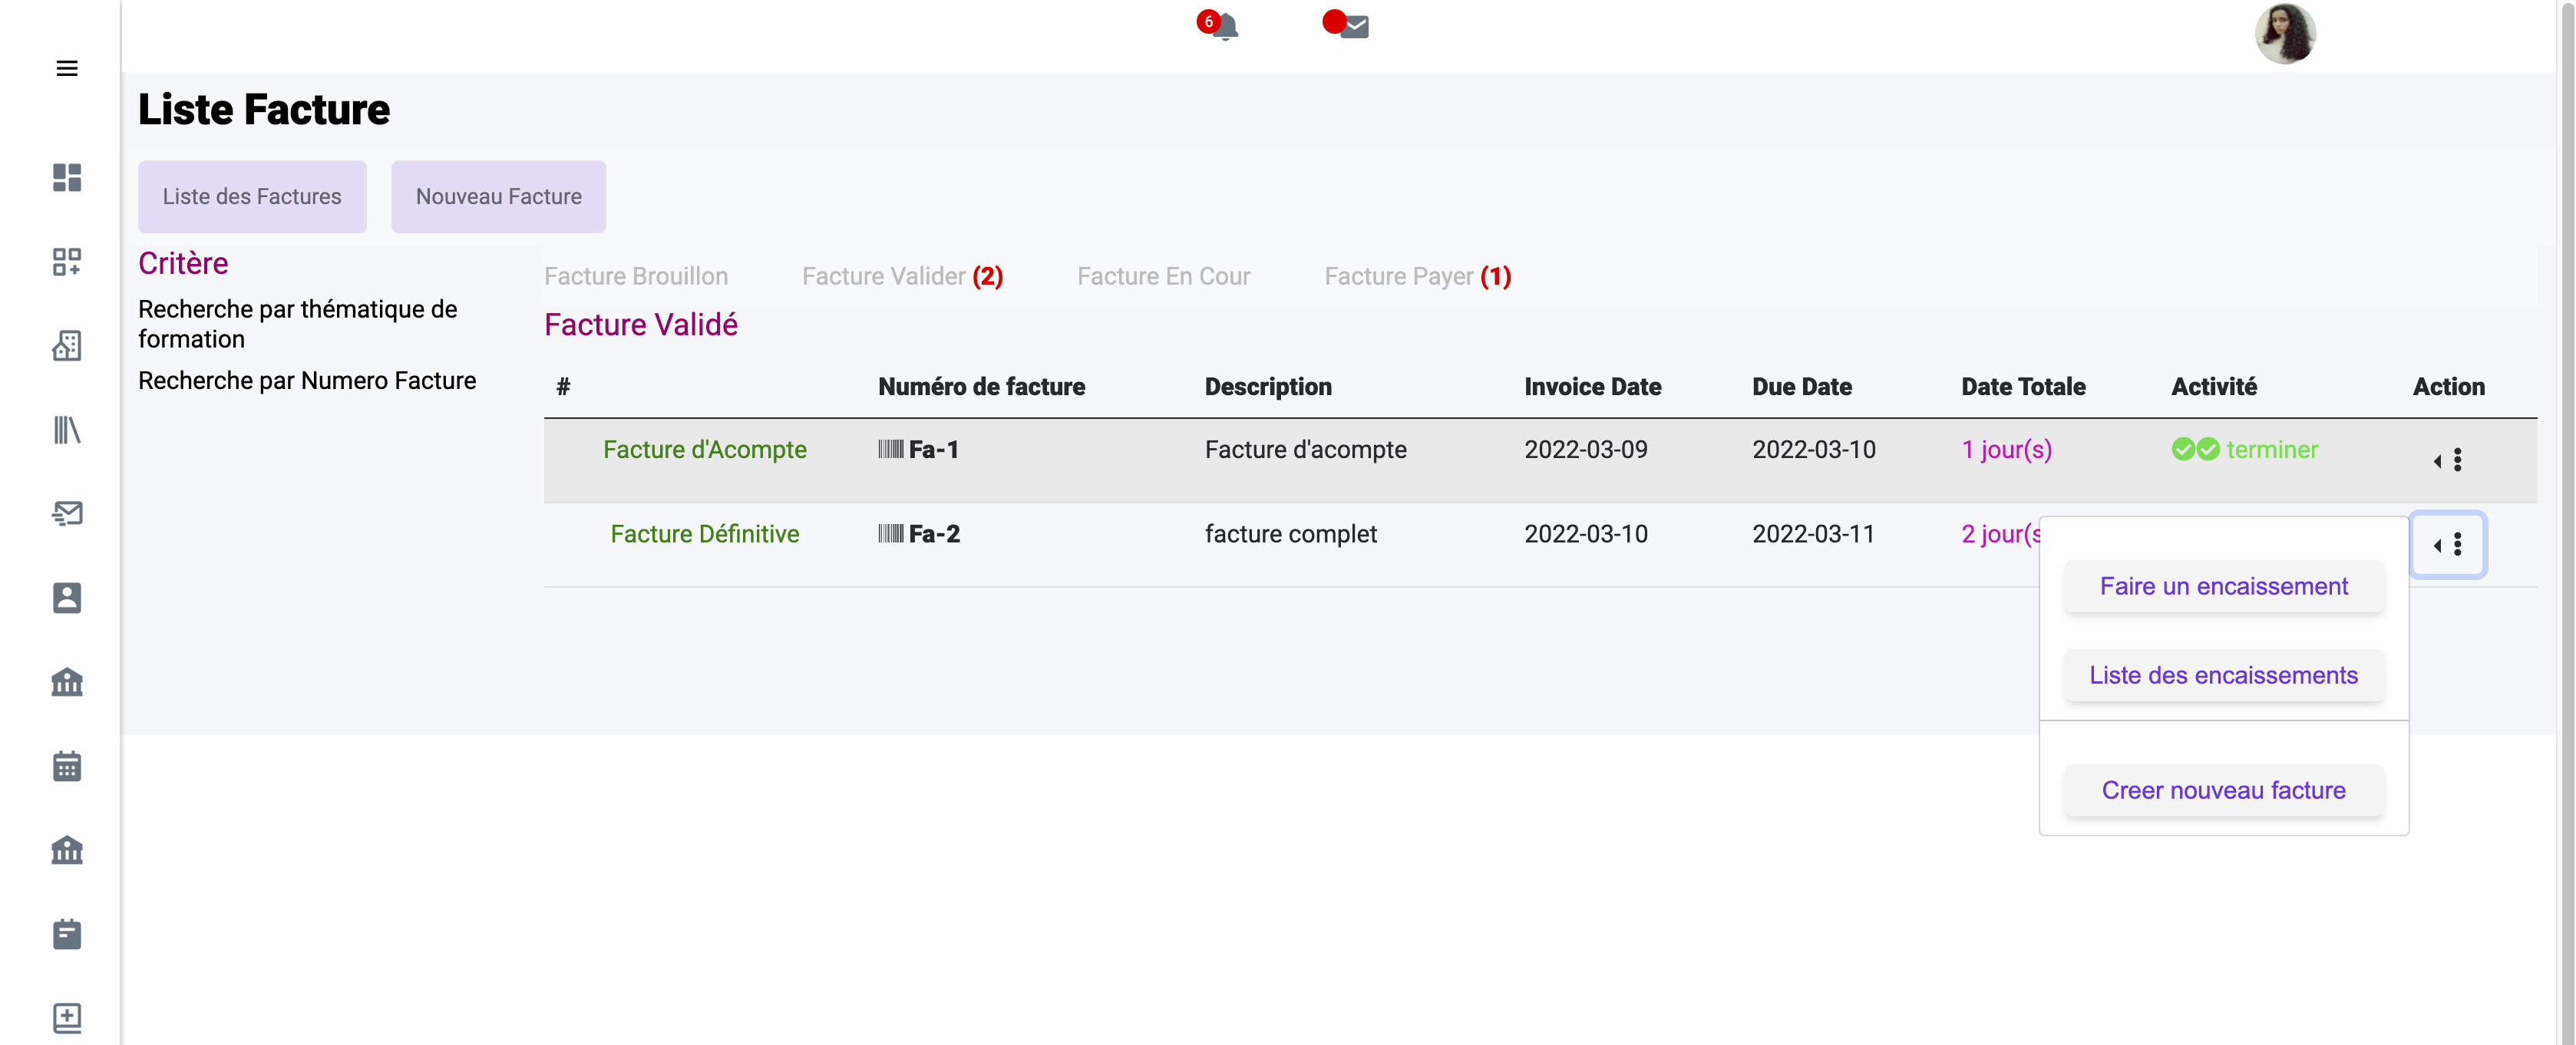 6
Liste Facture
Liste des Factures
Nouveau Facture
Critère
Recherche par thématique de
formation
Recherche par Numero Facture
Facture Brouillon
Facture Valider (2)
Facture En Cour
Facture Payer (1)
Facture Validé
# Numéro de facture Description Invoice Date Due Date Date Totale Activité Action
Facture d'Acompte Fa-1 Facture d'acompte 2022-03-09 2022-03-10 1 jour(s) terminer
Facture Définitive Fa-2 facture complet 2022-03-10 2022-03-11 2 jour(s
Faire un encaissement
Liste des encaissements
Creer nouveau facture